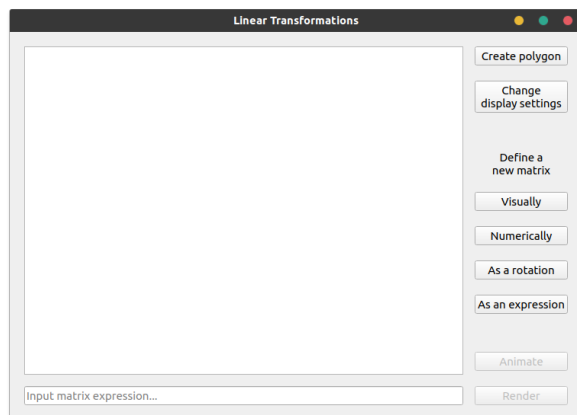 Linear Transformations
Create polygon
Change
display settings
Define a
new matrix
Visually
Numerically
As a rotation
As an expression
Animate
Input matrix expression...
Render